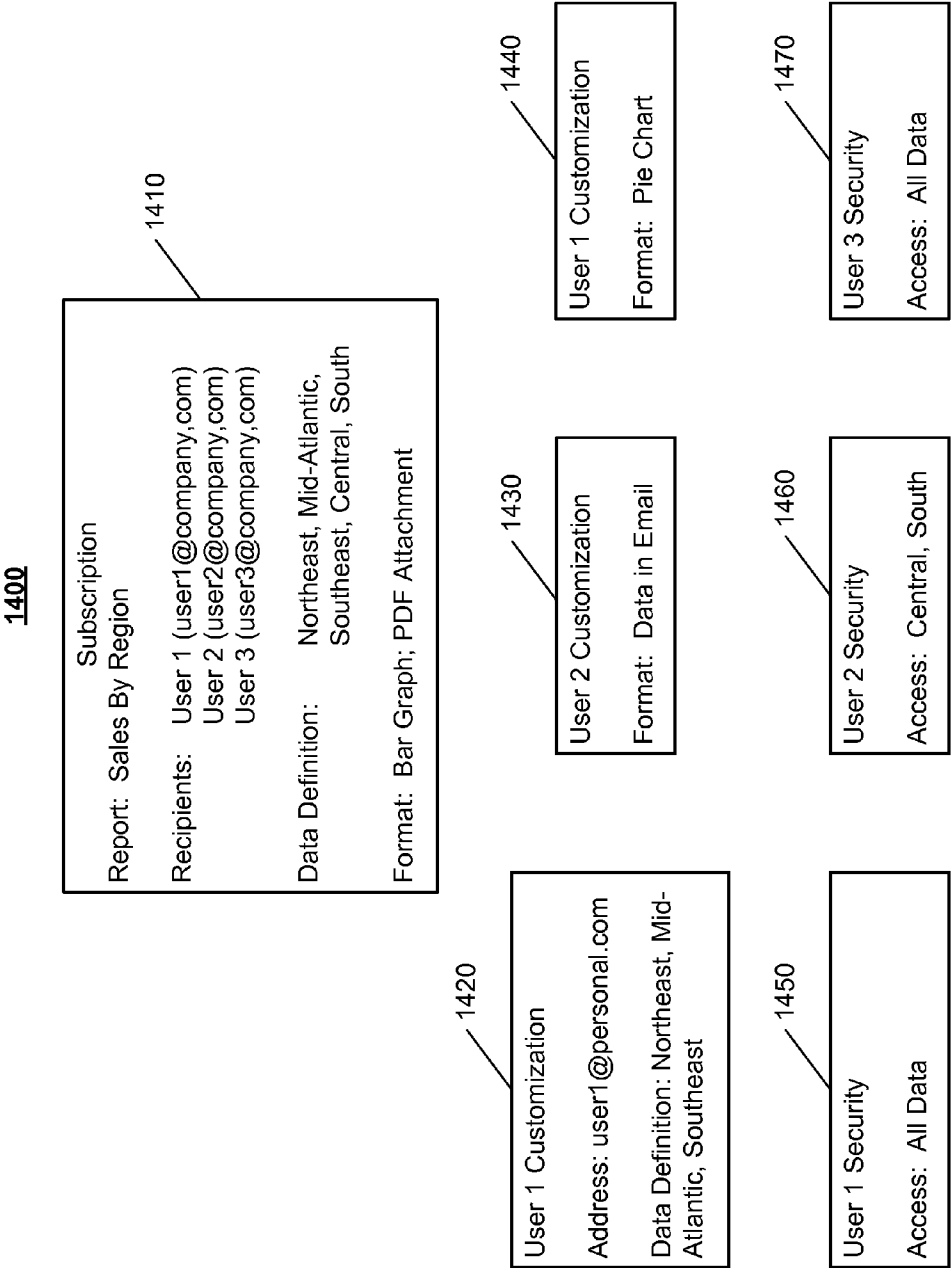 1400
1410
Subscription
Report: Sales By Region
Recipients: User 1 (user1@company,com)
User 2 (user2@company,com)
User 3 (user3@company,com)
Data Definition: Northeast, Mid-Atlantic,
Southeast, Central, South
Format: Bar Graph; PDF Attachment
1420
User 1 Customization
Address: user1@personal.com
Data Definition: Northeast, Mid-
Atlantic, Southeast
1430
User 2 Customization
Format: Data in Email
1440
User 1 Customization
Format: Pie Chart
1450
User 1 Security
Access: All Data
1460
User 2 Security
Access: Central, South
1470
User 3 Security
Access: All Data